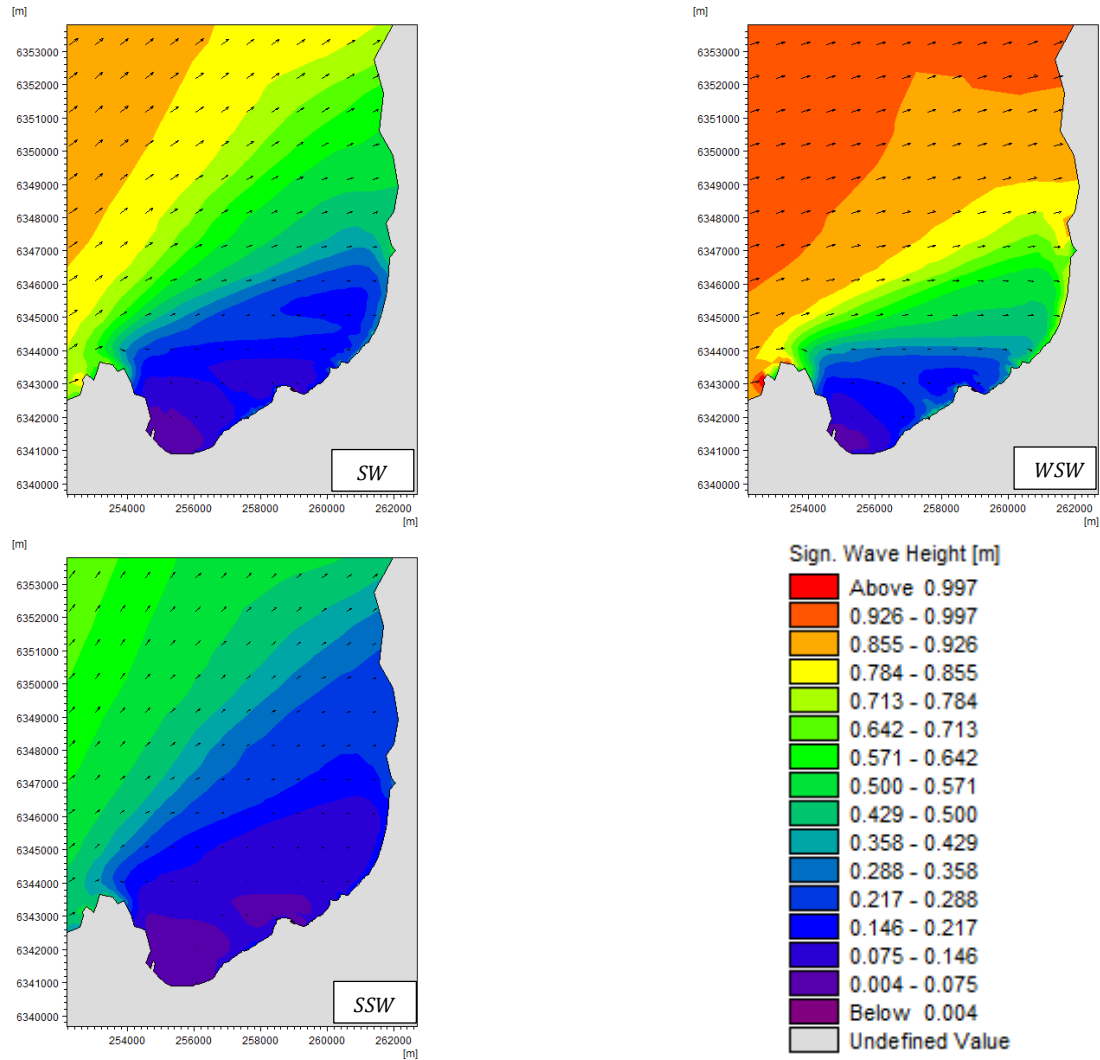 [m]
6353000
6352000
6351000
6350000
6349000
6348000
6347000
6346000
6345000
6344000
6343000
6342000
6341000
6340000
SW
254000 256000 258000 260000 262000
[m]
[m]
6353000
6352000
6351000
6350000
6349000
6348000
6347000
6346000
6345000
6344000
6343000
6342000
6341000
6340000
WSW
254000 256000 258000 260000 262000
[m]
[m]
6353000
6352000
6351000
6350000
6349000
6348000
6347000
6346000
6345000
6344000
6343000
6342000
6341000
6340000
SSW
254000 256000 258000 260000 262000
[m]
Sign. Wave Height [m]
Above 0.997
0.926 - 0.997
0.855 - 0.926
0.784 - 0.855
0.713 - 0.784
0.642 - 0.713
0.571 - 0.642
0.500 - 0.571
0.429 - 0.500
0.358 - 0.429
0.288 - 0.358
0.217 - 0.288
0.146 - 0.217
0.075 - 0.146
0.004 - 0.075
Below 0.004
Undefined Value